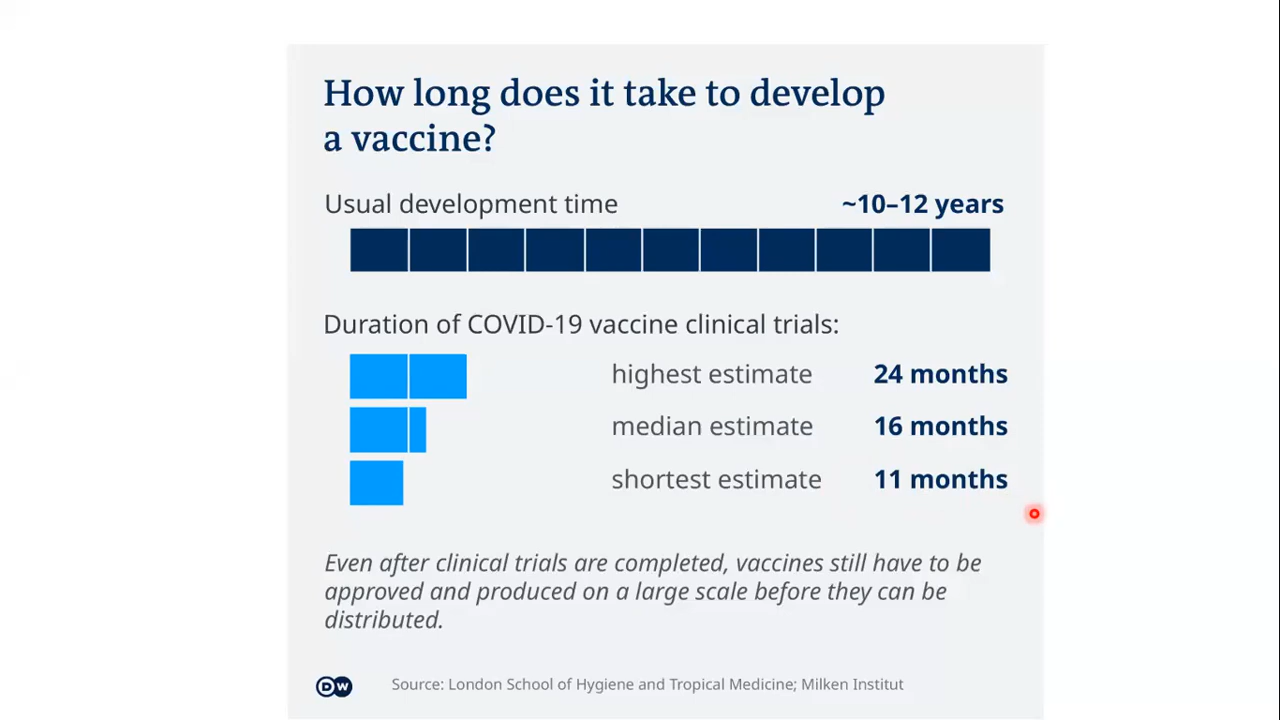 How long does it take to develop
a vaccine?
Usual development time ~10–12 years
Duration of COVID-19 vaccine clinical trials:
highest estimate 24 months
median estimate 16 months
shortest estimate 11 months
Even after clinical trials are completed, vaccines still have to be
approved and produced on a large scale before they can be
distributed.
DW Source: London School of Hygiene and Tropical Medicine; Milken Institut